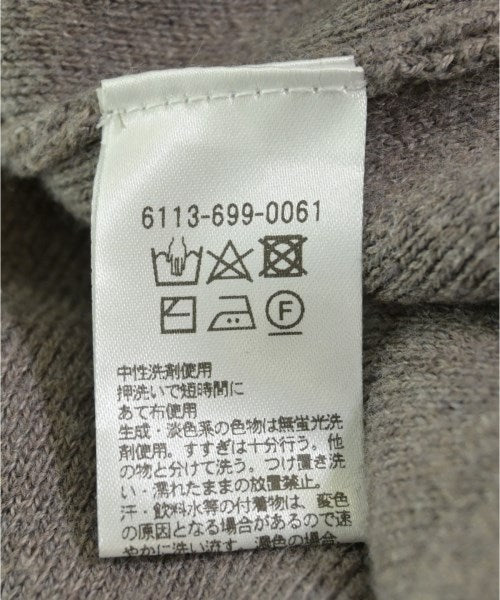 6113-699-0061
F
中性洗剤使用
押洗いで短時間に
あて布使用
生成・淡色系の色物は無蛍光洗
剤使用。すすぎは十分行う。他
の物と分けて洗う。つけ置き洗
い・濡れたままの放置禁止。
汗・飲料水等の付着物は、変色
の原因となる場合があるので速
やかに洗い流す。濃色の場合